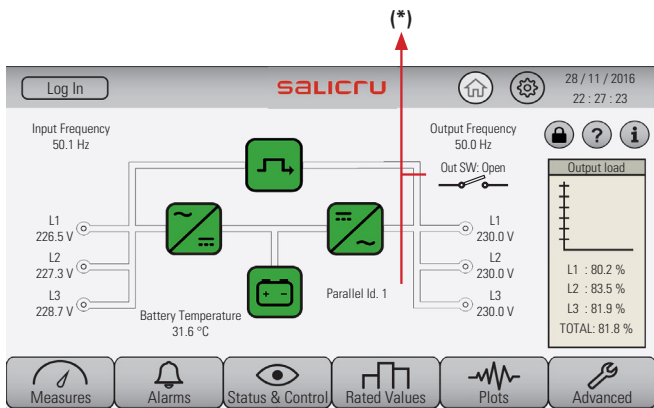 (*)
Log In
salicru
28 / 11 / 2016
22 : 27 : 23
Input Frequency
50.1 Hz
Output Frequency
50.0 Hz
Out SW: Open
Output load
L1
226.5 V
L2
227.3 V
L3
228.7 V
Battery Temperature
31.6 °C
Parallel Id. 1
L1
230.0 V
L2
230.0 V
L3
230.0 V
L1 : 80.2 %
L2 : 83.5 %
L3 : 81.9 %
TOTAL: 81.8 %
Measures
Alarms
Status & Control
Rated Values
Plots
Advanced